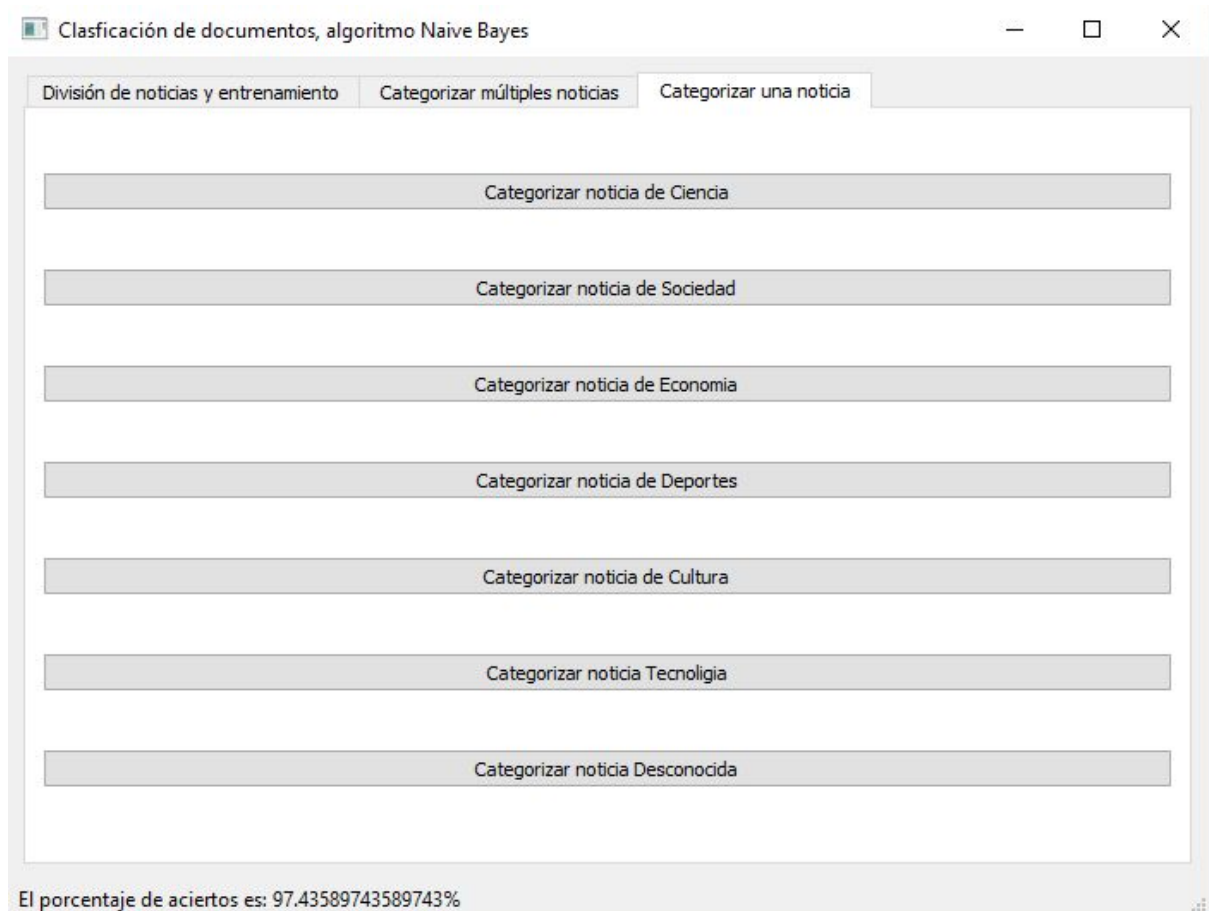 Clasficación de documentos, algoritmo Naive Bayes
División de noticias y entrenamiento
Categorizar múltiples noticias
Categorizar una noticia
Categorizar noticia de Ciencia
Categorizar noticia de Sociedad
Categorizar noticia de Economia
Categorizar noticia de Deportes
Categorizar noticia de Cultura
Categorizar noticia Tecnoligia
Categorizar noticia Desconocida
El porcentaje de aciertos es: 97.43589743589743%